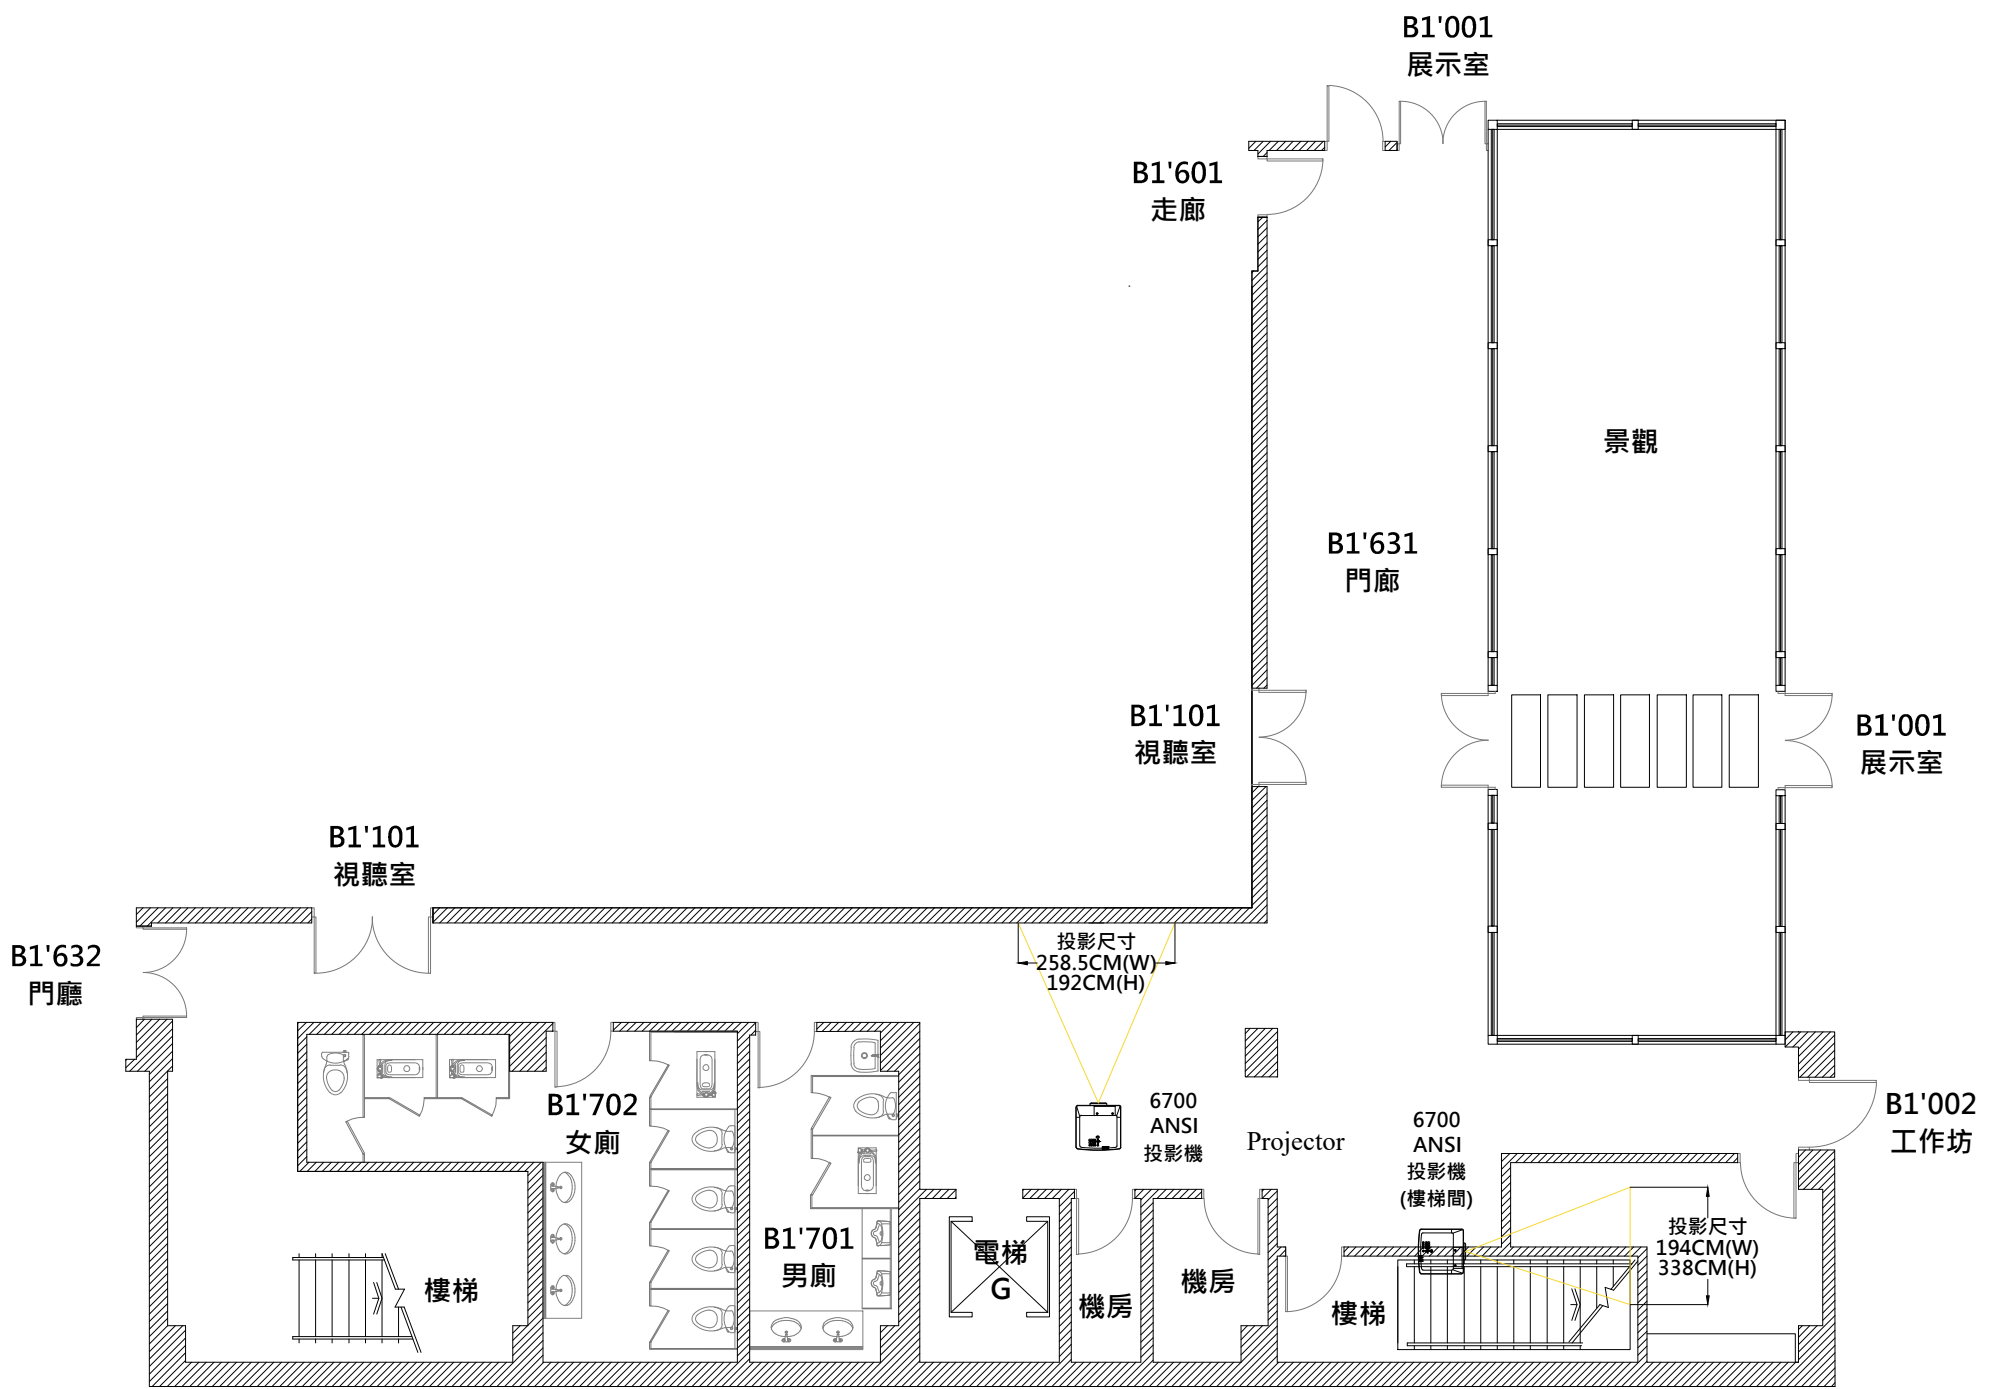 B1'001
展示室
B1'601
走廊
景觀
B1'631
門廊
B1'101
視聽室
B1'001
展示室
B1'101
視聽室
B1'632
門廳
投影尺寸
258.5CM(W)
192CM(H)
B1'702
女廁
6700
ANSI
投影機
Projector
6700
ANSI
投影機
(樓梯間)
B1'002
工作坊
B1'701
男廁
電梯
G
樓梯
機房
機房
樓梯
投影尺寸
194CM(W)
338CM(H)